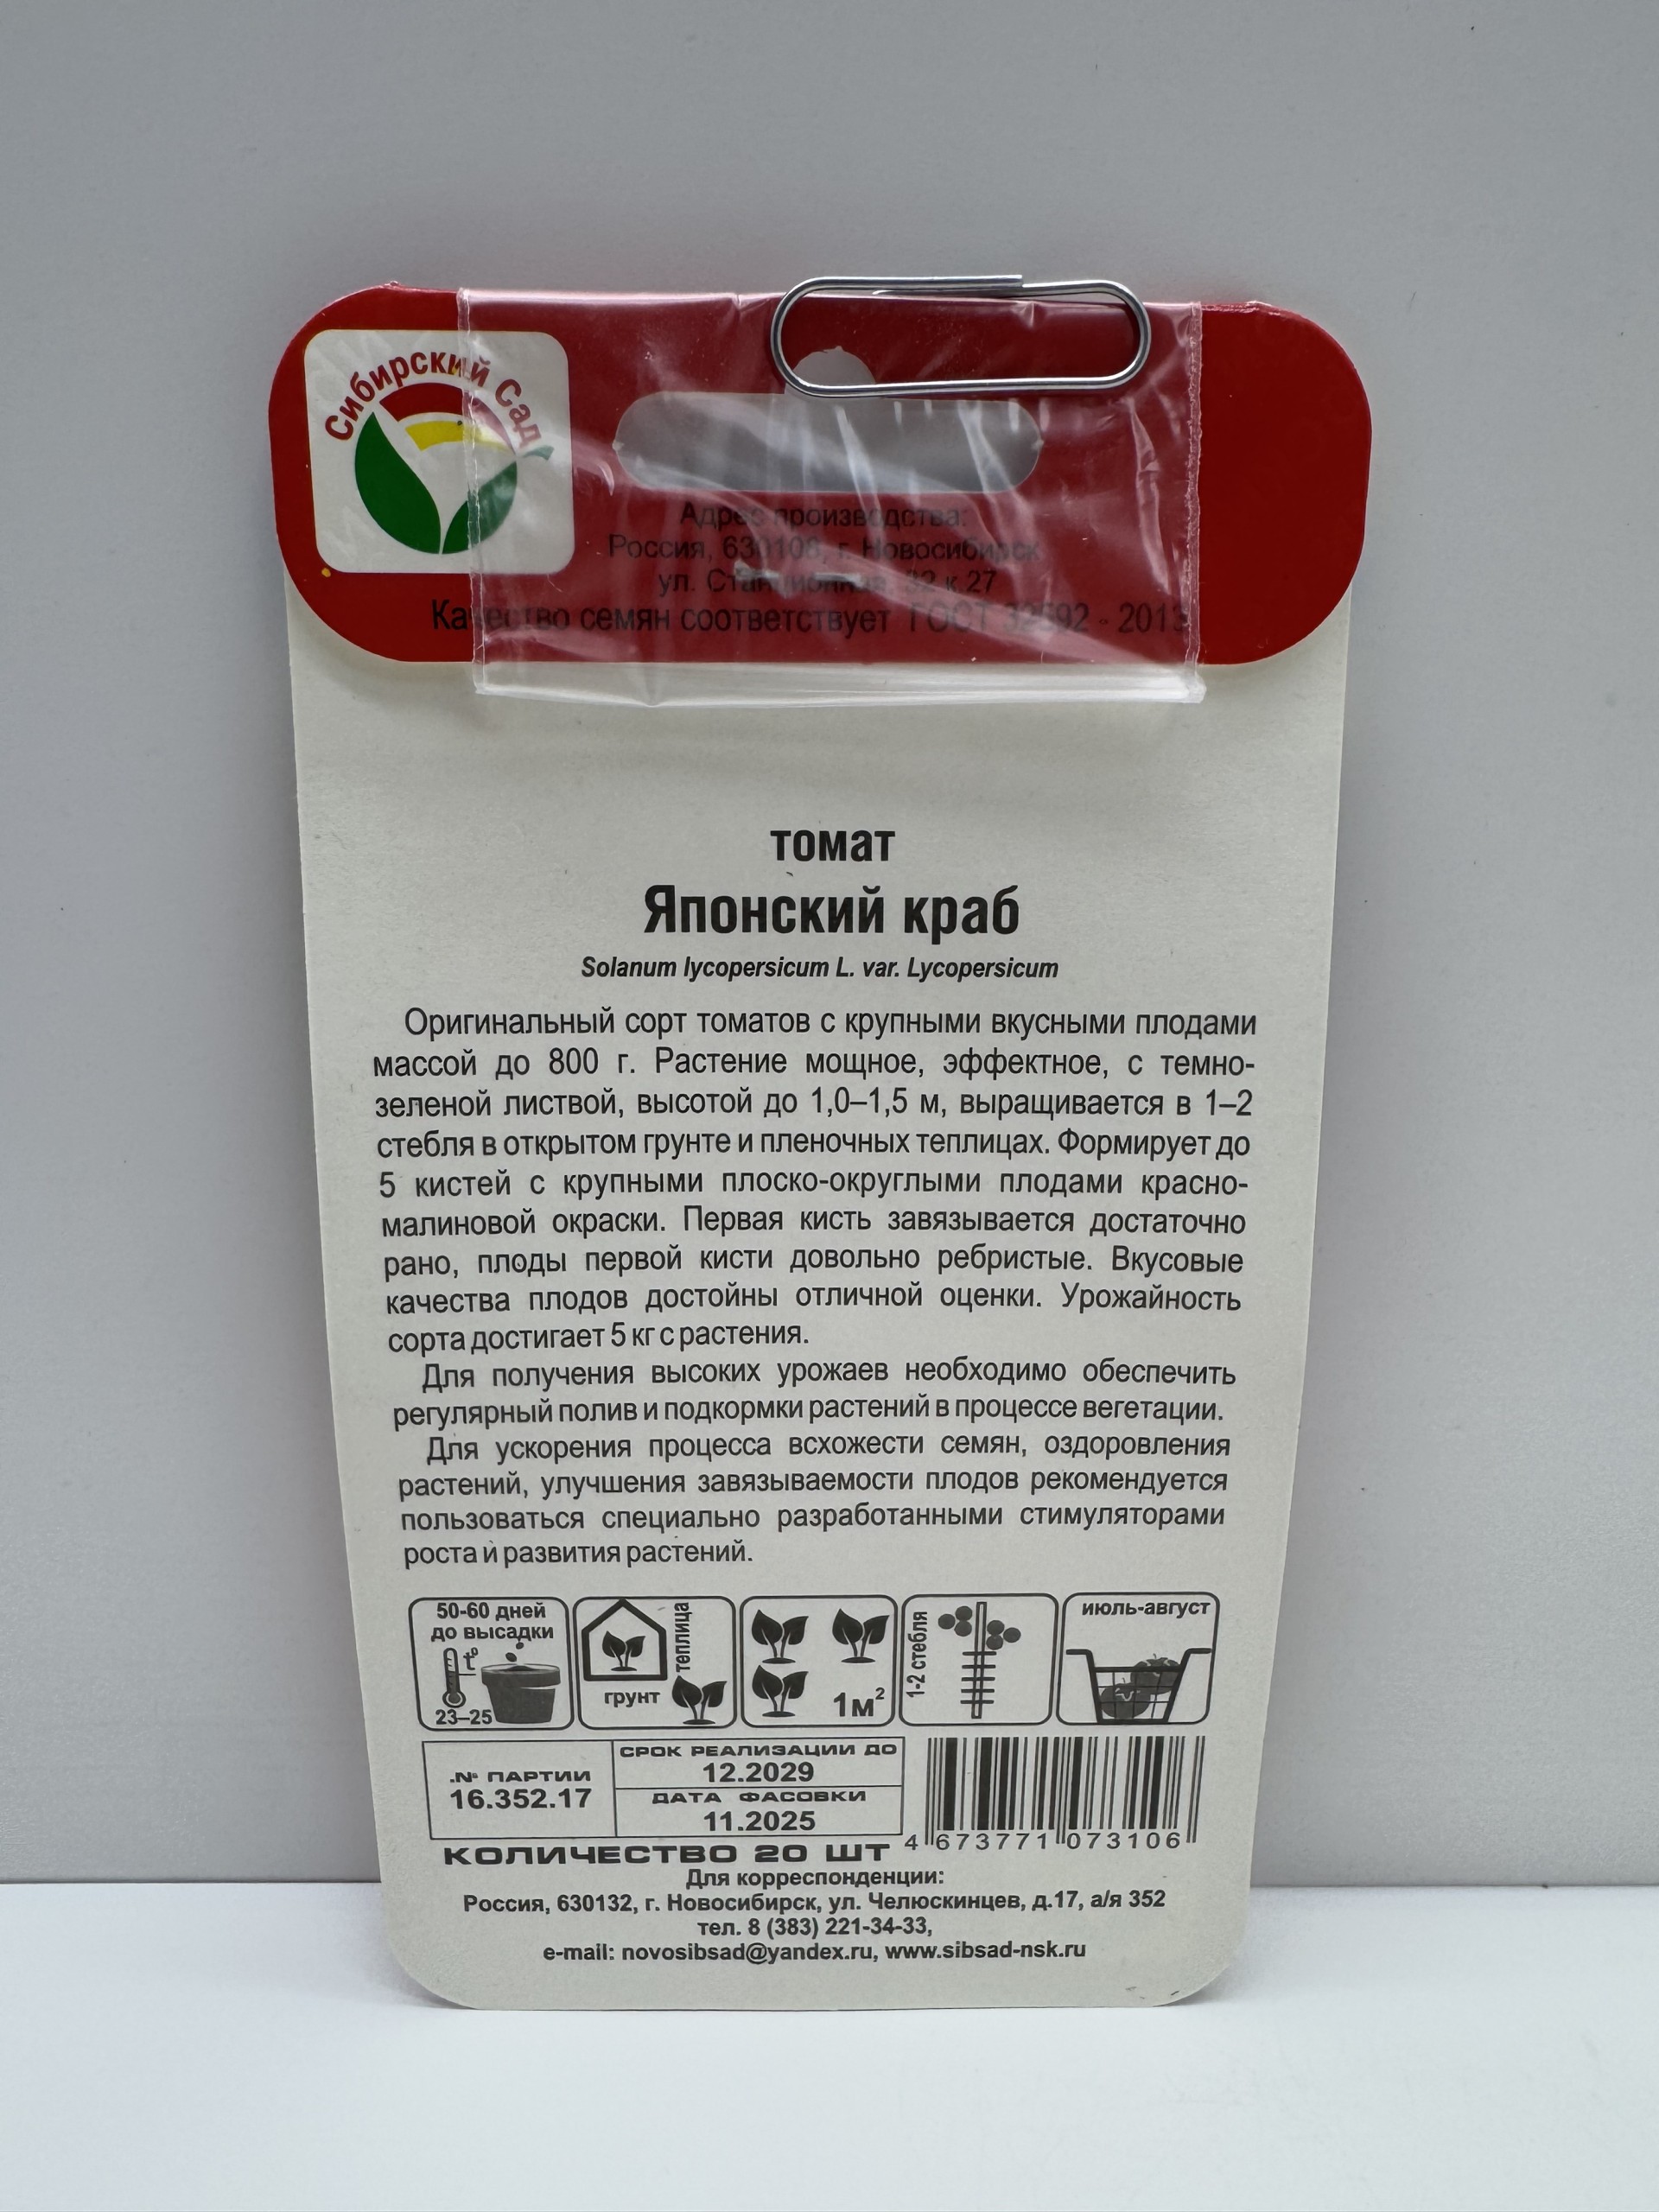 Сибирский Сад
Адрес производства:
Россия, 630108, г. Новосибирск
ул. Станционная, 32 к.27
Качество семян соответствует ГОСТ 32592 - 2013
томат
Японский краб
Solanum lycopersicum L. var. Lycopersicum
Оригинальный сорт томатов с крупными вкусными плодами
массой до 800 г. Растение мощное, эффектное, с темно-
зеленой листвой, высотой до 1,0–1,5 м, выращивается в 1–2
стебля в открытом грунте и пленочных теплицах. Формирует до
5 кистей с крупными плоско-округлыми плодами красно-
малиновой окраски. Первая кисть завязывается достаточно
рано, плоды первой кисти довольно ребристые. Вкусовые
качества плодов достойны отличной оценки. Урожайность
сорта достигает 5 кг с растения.
Для получения высоких урожаев необходимо обеспечить
регулярный полив и подкормки растений в процессе вегетации.
Для ускорения процесса всхожести семян, оздоровления
растений, улучшения завязываемости плодов рекомендуется
пользоваться специально разработанными стимуляторами
роста и развития растений.
50-60 дней
до высадки
t°
23–25
теплица
грунт
1м²
1-2 стебля
июль-август
№ ПАРТИИ
16.352.17
СРОК РЕАЛИЗАЦИИ ДО
12.2029
ДАТА ФАСОВКИ
11.2025
4 673771 073106
КОЛИЧЕСТВО 20 ШТ
Для корреспонденции:
Россия, 630132, г. Новосибирск, ул. Челюскинцев, д.17, а/я 352
тел. 8 (383) 221-34-33,
e-mail: novosibsad@yandex.ru, www.sibsad-nsk.ru